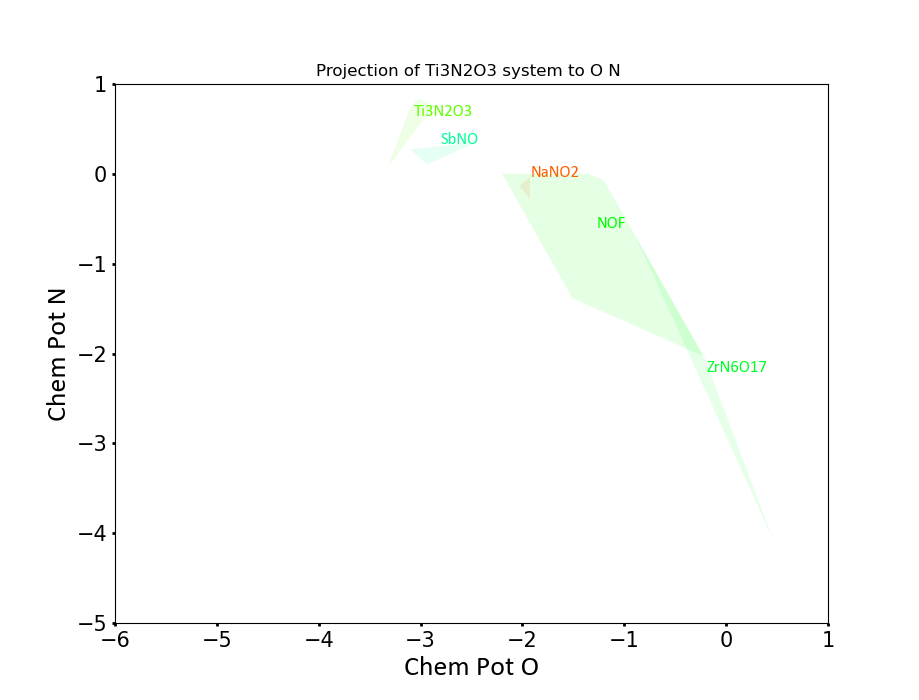 Projection of Ti3N2O3 system to O N
1
Ti3N2O3
SbNO
0
NaNO2
NOF
−1
−2
ZrN6O17
−3
−4
−5
Chem Pot N
−6
−5
−4
−3
−2
−1
0
1
Chem Pot O